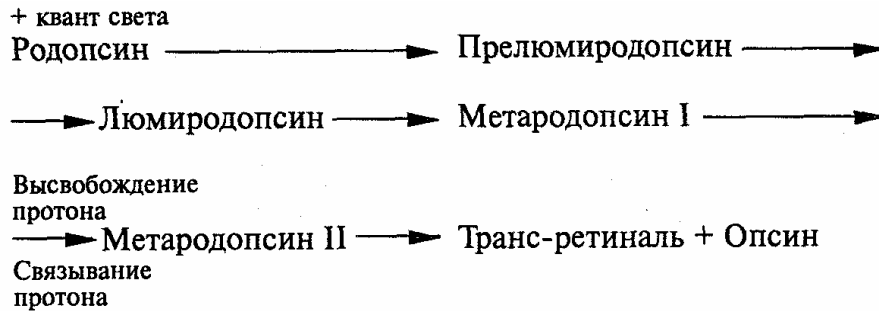 + квант света
Родопсин Прелюмиродопсин
Люмиродопсин Метародопсин I
Высвобождение
протона
Метародопсин II Транс-ретиналь + Опсин
Связывание
протона